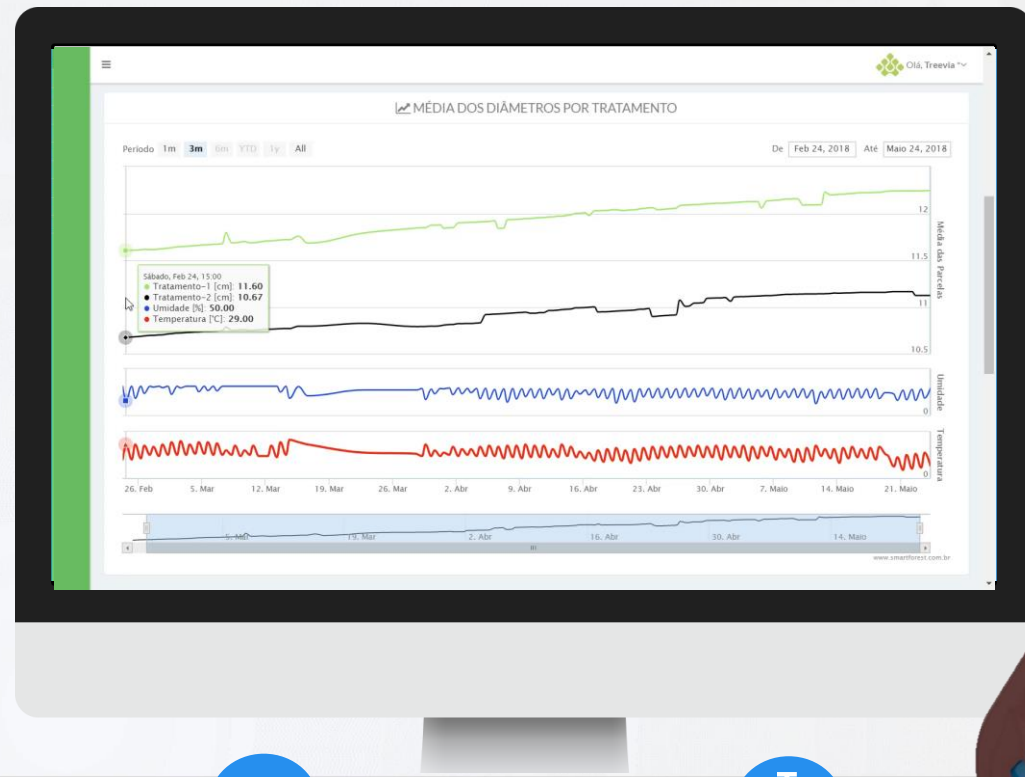 Olá, Treevia
MÉDIA DOS DIÂMETROS POR TRATAMENTO
Periodo 1m 3m 6m YTD 1y All
De Feb 24, 2018 Até Maio 24, 2018
12
11.5
11
10.5
Média das Parcelas
Sábado, Feb 24, 15:00
Tratamento-1 [cm]: 11.60
Tratamento-2 [cm]: 10.67
Umidade [%]: 50.00
Temperatura [°C]: 29.00
Umidade
0
Temperatura
0
26. Feb 5. Mar 12. Mar 19. Mar 26. Mar 2. Abr 9. Abr 16. Abr 23. Abr 30. Abr 7. Maio 14. Maio 21. Maio
5. Mar 19. Mar 2. Abr 16. Abr 30. Abr 14. Maio
www.smartforest.com.br